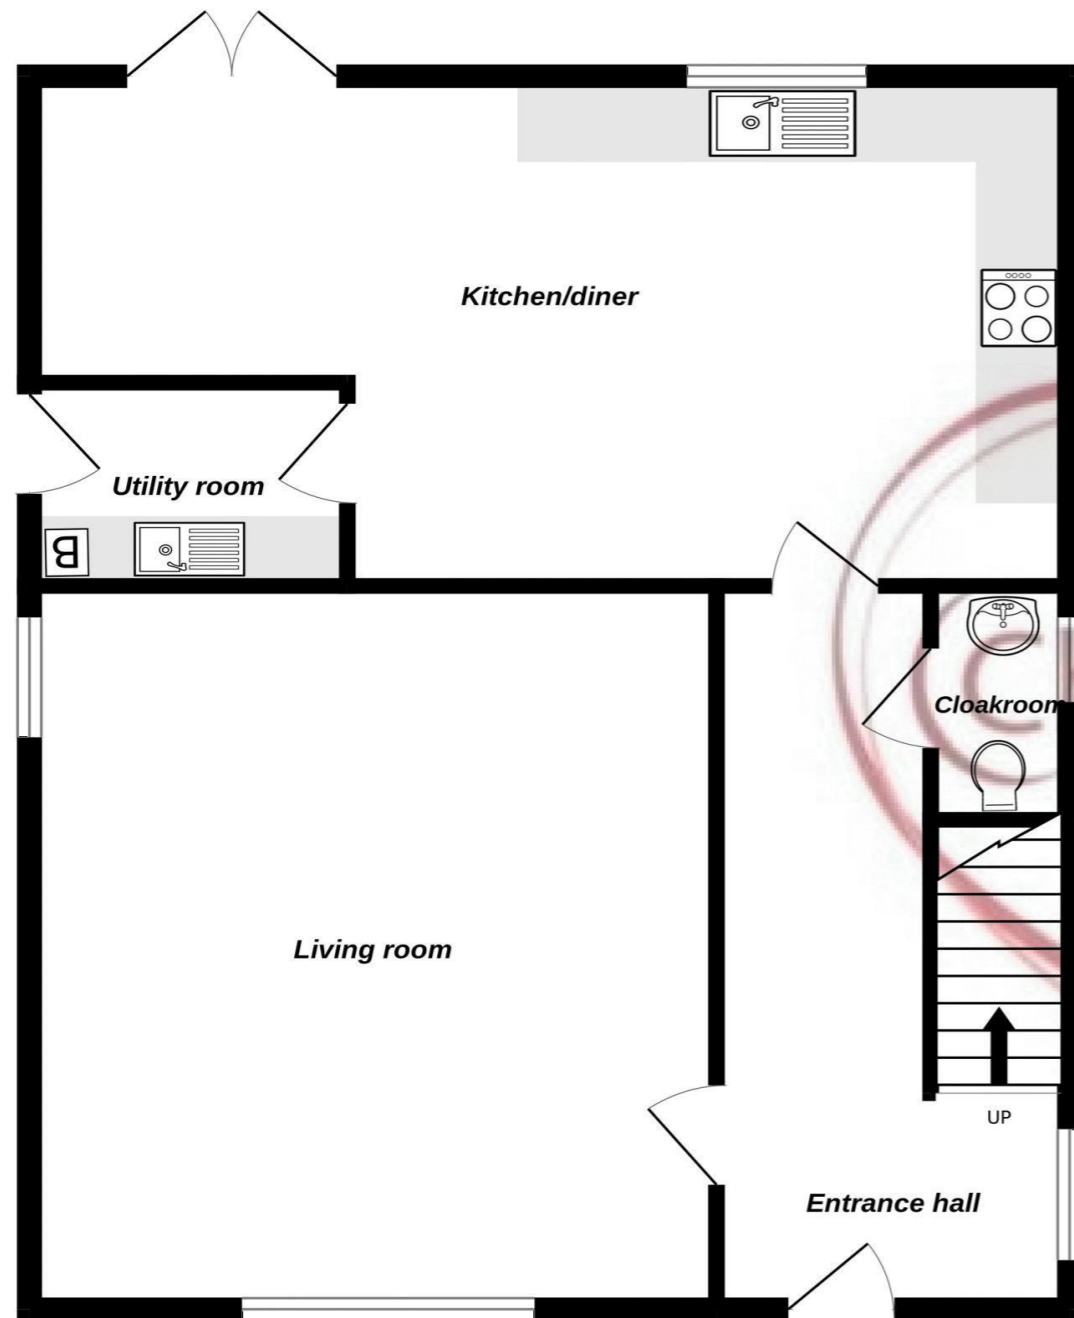 Kitchen/diner
Utility room
B
Cloakroom
Living room
UP
Entrance hall